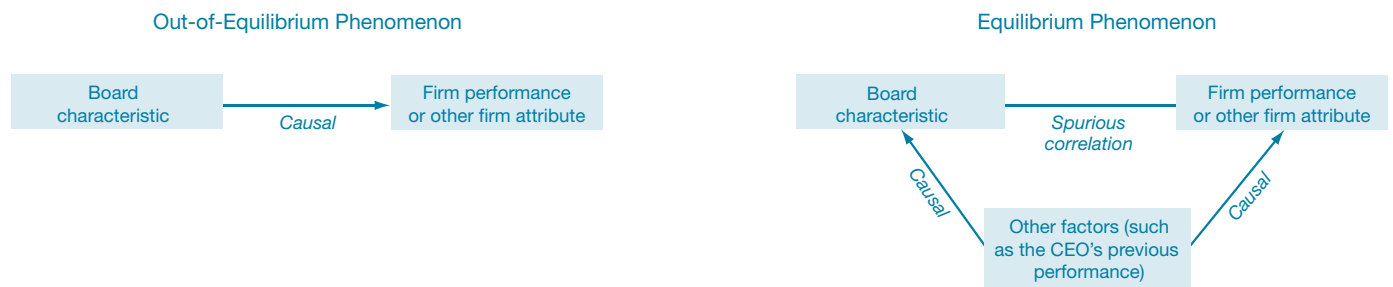 Out-of-Equilibrium Phenomenon
Board
characteristic
Causal
Firm performance
or other firm attribute
Equilibrium Phenomenon
Board
characteristic
Spurious
correlation
Firm performance
or other firm attribute
Causal
Causal
Other factors (such
as the CEO's previous
performance)